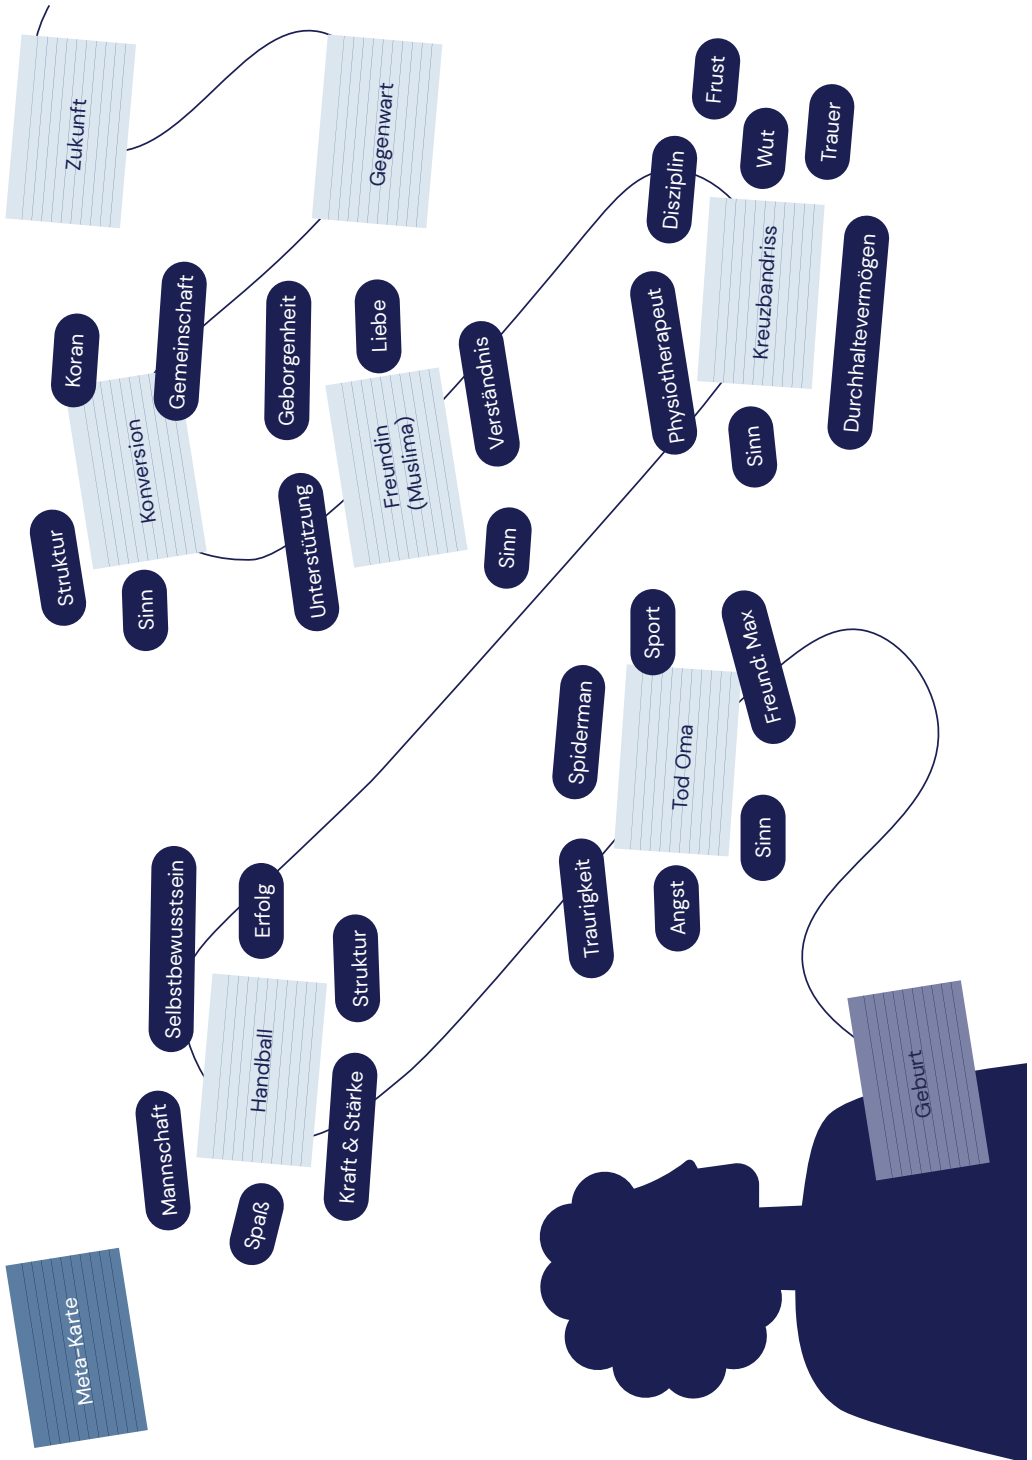 Meta-Karte
Geburt
Freund: Max
Sinn
Tod Oma
Sport
Angst
Spiderman
Traurigkeit
Kraft & Stärke
Struktur
Handball
Spaß
Erfolg
Mannschaft
Selbstbewusstsein
Physiotherapeut
Sinn
Kreuzbandriss
Durchhaltevermögen
Disziplin
Frust
Wut
Trauer
Verständnis
Sinn
Freundin
(Muslima)
Liebe
Geborgenheit
Unterstützung
Konversion
Sinn
Struktur
Koran
Gemeinschaft
Gegenwart
Zukunft